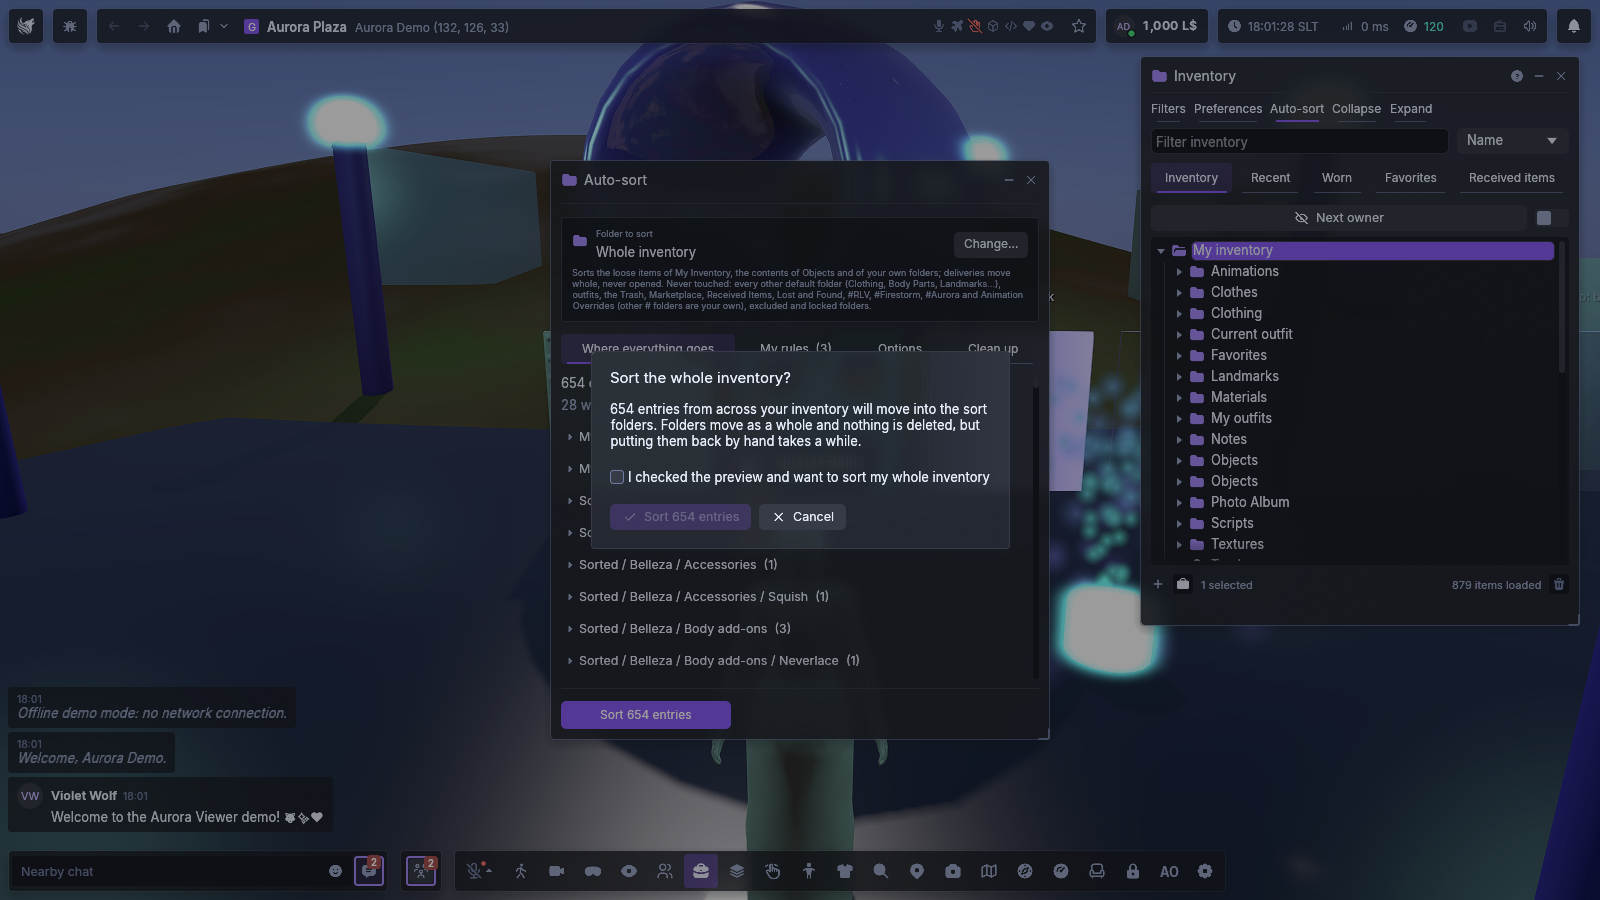 Aurora Plaza Aurora Demo (132, 126, 33)
AD 1,000 L$
18:01:28 SLT 0 ms 120
Inventory
Filters Preferences Auto-sort Collapse Expand
Filter inventory
Name
Inventory Recent Worn Favorites Received items
Next owner
My inventory
Animations
Clothes
Clothing
Current outfit
Favorites
Landmarks
Materials
My outfits
Notes
Objects
Objects
Photo Album
Scripts
Textures
1 selected 879 items loaded
Auto-sort
Folder to sort
Whole inventory
Change...
Sorts the loose items of My Inventory, the contents of Objects and of your own folders; deliveries move
whole, never opened. Never touched: every other default folder (Clothing, Body Parts, Landmarks...),
outfits, the Trash, Marketplace, Received Items, Lost and Found, #RLV, #Firestorm, #Aurora and Animation
Overrides (other # folders are your own), excluded and locked folders.
Where everything goes My rules (3) Options Clean up
654
28
Sort the whole inventory?
654 entries from across your inventory will move into the sort
folders. Folders move as a whole and nothing is deleted, but
putting them back by hand takes a while.
I checked the preview and want to sort my whole inventory
Sort 654 entries Cancel
Sorted / Belleza / Accessories (1)
Sorted / Belleza / Accessories / Squish (1)
Sorted / Belleza / Body add-ons (3)
Sorted / Belleza / Body add-ons / Neverlace (1)
Sort 654 entries
18:01
Offline demo mode: no network connection.
18:01
Welcome, Aurora Demo.
VW Violet Wolf 18:01
Welcome to the Aurora Viewer demo!
Nearby chat
2
2
AO